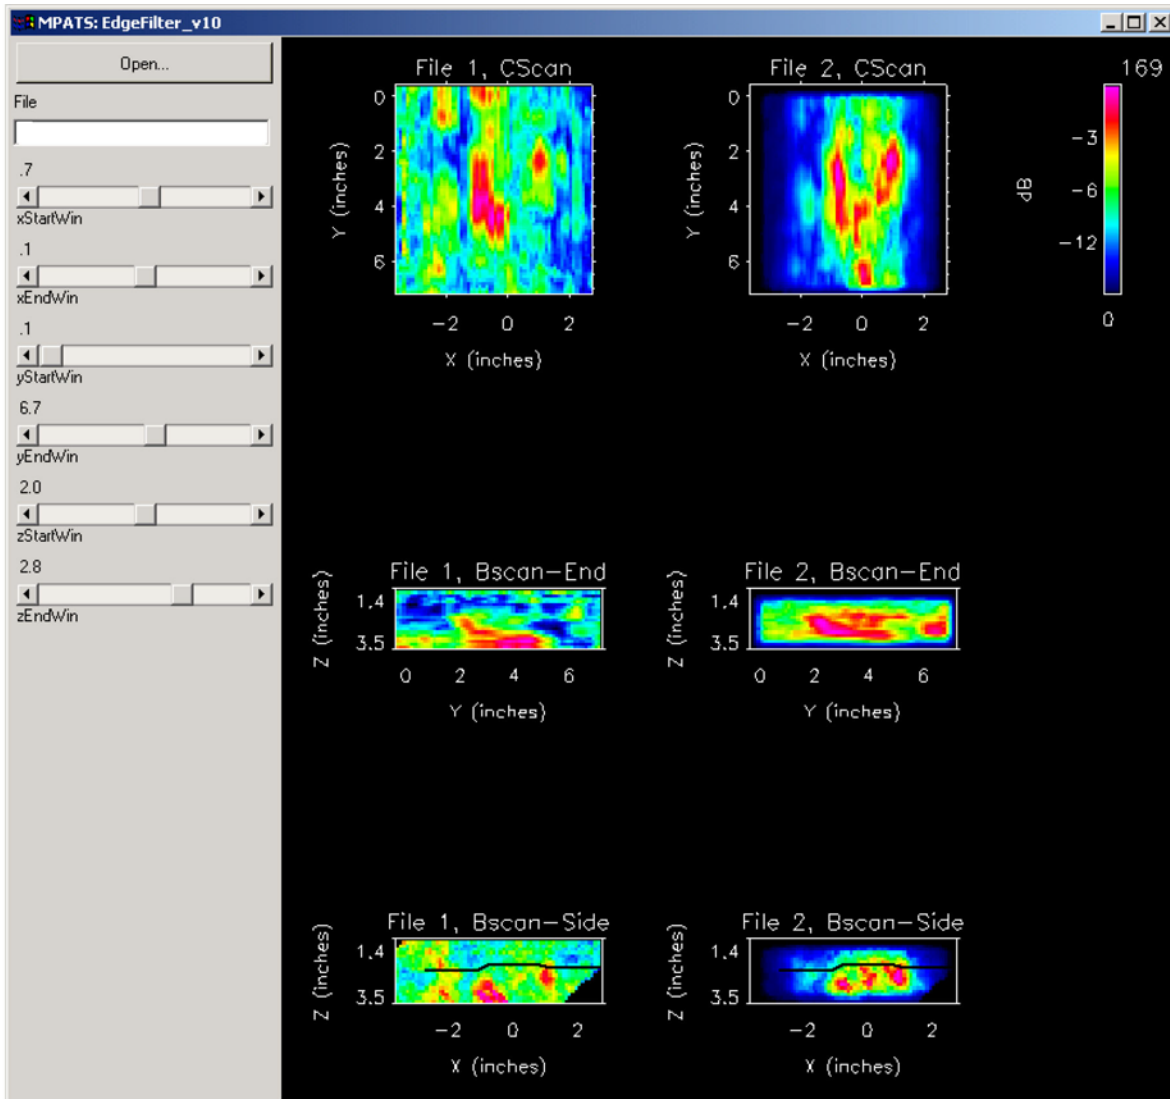 MPATS: EdgeFilter_v10
Open...
File
.7
xStartWin
.1
xEndWin
.1
yStartWin
6.7
yEndWin
2.0
zStartWin
2.8
zEndWin
File 1, CScan
Y (inches)
0
2
4
6
-2 0 2
X (inches)
File 2, CScan
Y (inches)
0
2
4
6
-2 0 2
X (inches)
169
dB
-3
-6
-12
0
File 1, Bscan-End
Z (inches)
1.4
3.5
0 2 4 6
Y (inches)
File 2, Bscan-End
Z (inches)
1.4
3.5
0 2 4 6
Y (inches)
File 1, Bscan-Side
Z (inches)
1.4
3.5
-2 0 2
X (inches)
File 2, Bscan-Side
Z (inches)
1.4
3.5
-2 0 2
X (inches)